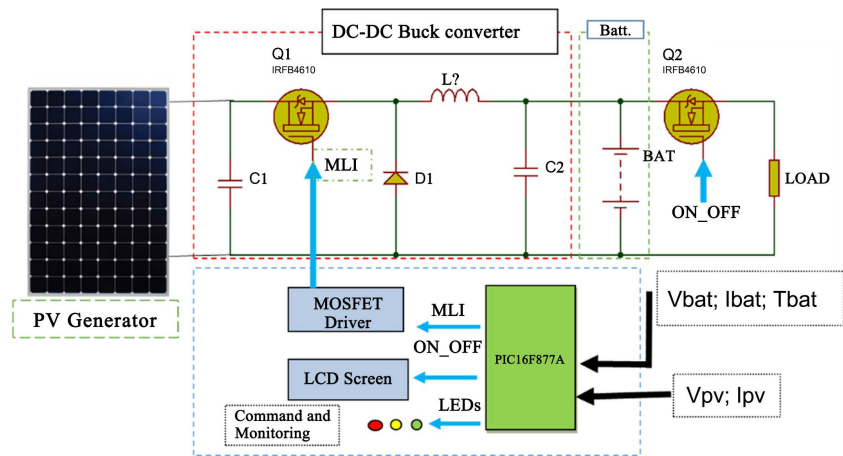 DC-DC Buck converter
Batt.
Q1
IRFB4610
Q2
IRFB4610
L?
MLI
C1
D1
C2
BAT
LOAD
ON_OFF
PV Generator
MOSFET
Driver
MLI
ON_OFF
PIC16F877A
Vbat; Ibat; Tbat
LCD Screen
Vpv; Ipv
LEDs
Command and
Monitoring